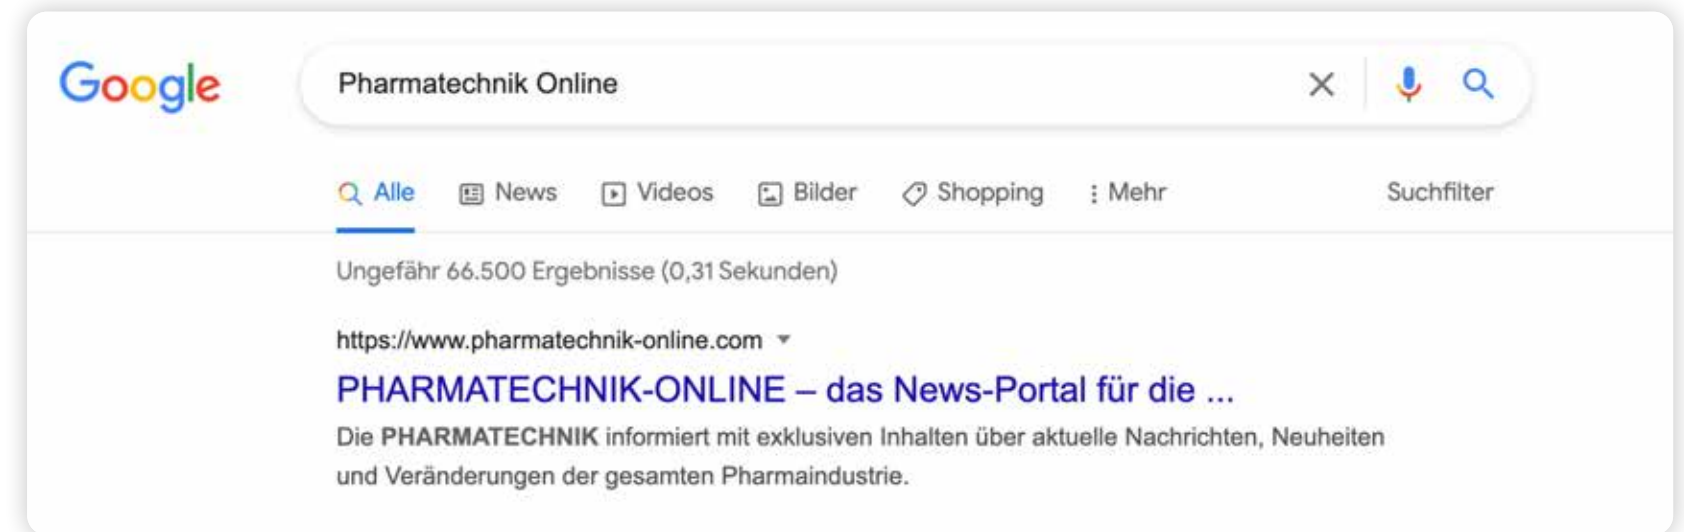 Google
Pharmatechnik Online
Alle News Videos Bilder Shopping Mehr Suchfilter
Ungefähr 66.500 Ergebnisse (0,31 Sekunden)
https://www.pharmatechnik-online.com
PHARMATECHNIK-ONLINE – das News-Portal für die ...
Die PHARMATECHNIK informiert mit exklusiven Inhalten über aktuelle Nachrichten, Neuheiten
und Veränderungen der gesamten Pharmaindustrie.